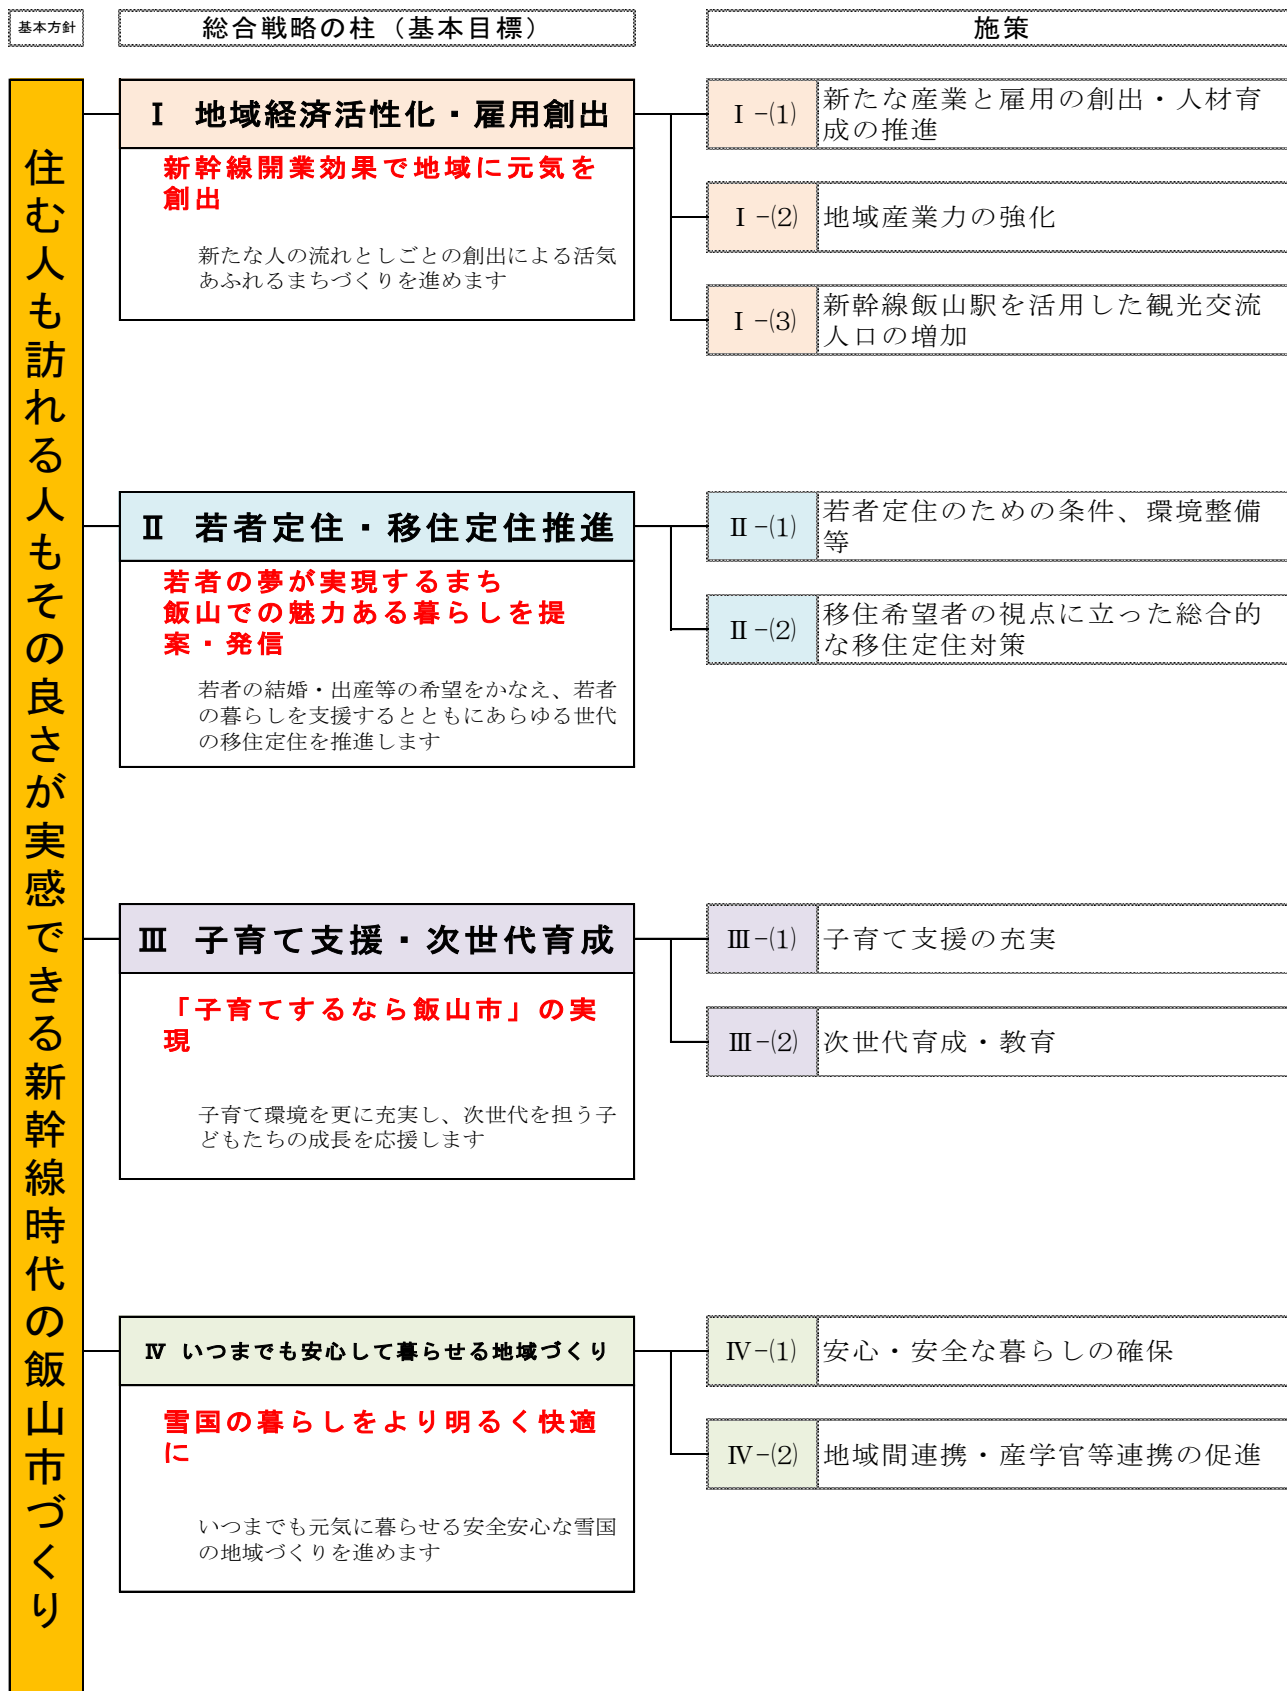 基本方針
総合戦略の柱（基本目標）
施策
住む人も訪れる人もその良さが実感できる新幹線時代の飯山市づくり
Ⅰ 地域経済活性化・雇用創出
新幹線開業効果で地域に元気を
創出
新たな人の流れとしごとの創出による活気
あふれるまちづくりを進めます
Ⅰ-(1)
新たな産業と雇用の創出・人材育
成の推進
Ⅰ-(2)
地域産業力の強化
Ⅰ-(3)
新幹線飯山駅を活用した観光交流
人口の増加
Ⅱ 若者定住・移住定住推進
若者の夢が実現するまち
飯山での魅力ある暮らしを提
案・発信
若者の結婚・出産等の希望をかなえ、若者
の暮らしを支援するとともにあらゆる世代
の移住定住を推進します
Ⅱ-(1)
若者定住のための条件、環境整備
等
Ⅱ-(2)
移住希望者の視点に立った総合的
な移住定住対策
Ⅲ 子育て支援・次世代育成
「子育てするなら飯山市」の実
現
子育て環境を更に充実し、次世代を担う子
どもたちの成長を応援します
Ⅲ-(1)
子育て支援の充実
Ⅲ-(2)
次世代育成・教育
Ⅳ いつまでも安心して暮らせる地域づくり
雪国の暮らしをより明るく快適
に
いつまでも元気に暮らせる安全安心な雪国
の地域づくりを進めます
Ⅳ-(1)
安心・安全な暮らしの確保
Ⅳ-(2)
地域間連携・産学官等連携の促進